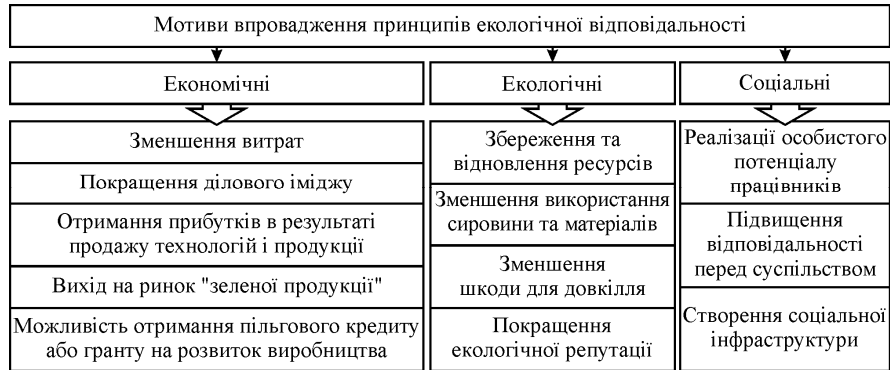 Мотиви впровадження принципів екологічної відповідальності
Економічні
Екологічні
Соціальні
Зменшення витрат
Покращення ділового іміджу
Отримання прибутків в результаті
продажу технологій і продукції
Вихід на ринок "зеленої продукції"
Можливість отримання пільгового кредиту
або гранту на розвиток виробництва
Збереження та
відновлення ресурсів
Зменшення використання
сировини та матеріалів
Зменшення
шкоди для довкілля
Покращення
екологічної репутації
Реалізації особистого
потенціалу
працівників
Підвищення
відповідальності
перед суспільством
Створення соціальної
інфраструктури